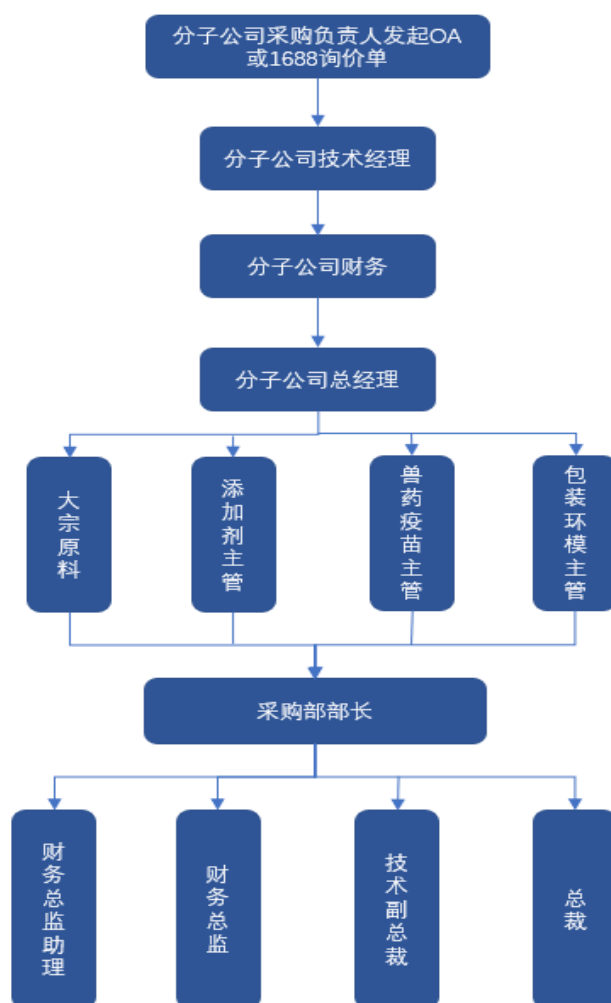 分子公司采购负责人发起OA
或1688询价单
分子公司技术经理
分子公司财务
分子公司总经理
大宗原料
添加剂主管
兽药疫苗主管
包装环模主管
采购部部长
财务总监助理
财务总监
技术副总裁
总裁